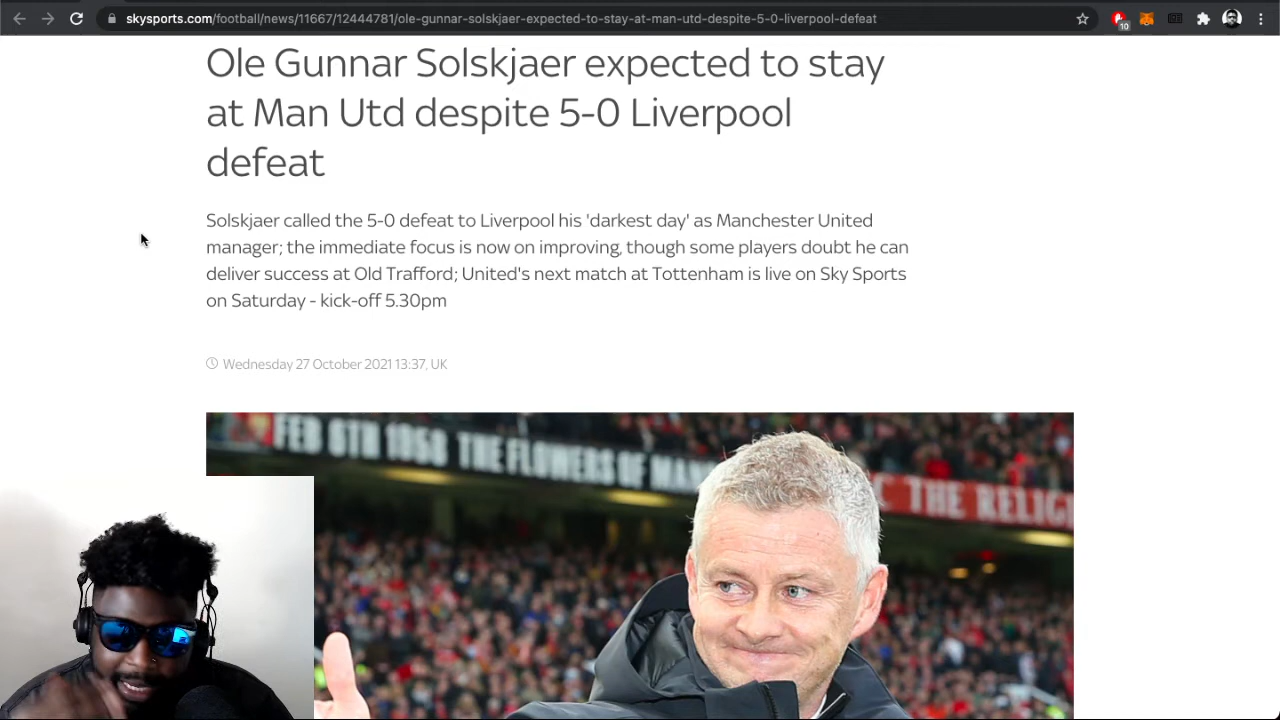 skysports.com/football/news/11667/12444781/ole-gunnar-solskjaer-expected-to-stay-at-man-utd-despite-5-0-liverpool-defeat
10
Ole Gunnar Solskjaer expected to stay
at Man Utd despite 5-0 Liverpool
defeat
Solskjaer called the 5-0 defeat to Liverpool his 'darkest day' as Manchester United
manager; the immediate focus is now on improving, though some players doubt he can
deliver success at Old Trafford; United's next match at Tottenham is live on Sky Sports
on Saturday - kick-off 5.30pm
Wednesday 27 October 2021 13:37, UK
FEB 6TH 1958 THE FLOWERS OF MAN
THE RELIG